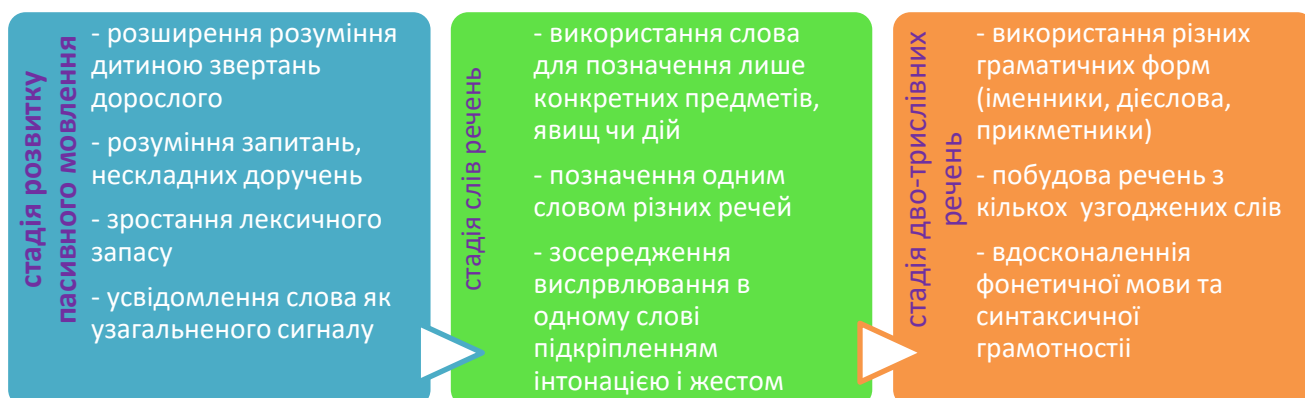 стадія розвитку
пасивного мовлення
- розширення розуміння
дитиною звертань
дорослого
- розуміння запитань,
нескладних доручень
- зростання лексичного
запасу
- усвідомлення слова як
узагальненого сигналу
стадія слів речень
- використання слова
для позначення лише
конкретних предметів,
явищ чи дій
- позначення одним
словом різних речей
- зосередження
вислрвлювання в
одному слові
підкріпленням
інтонацією і жестом
стадія дво-трислівних
речень
- використання різних
граматичних форм
(іменники, дієслова,
прикметники)
- побудова речень з
кількох узгоджених слів
- вдосконаленнія
фонетичної мови та
синтаксичної
грамотностіі